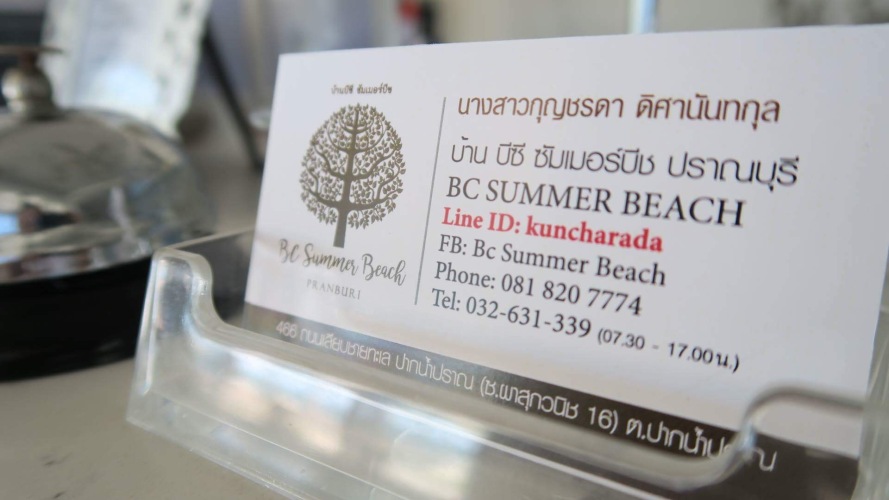 บ้านบีซี ซัมเมอร์บีช
BC Summer Beach
PRANBURI
นางสาวกุญชรดา ดิศานันทกุล
บ้าน บีซี ซัมเมอร์บีช ปราณบุรี
BC SUMMER BEACH
Line ID: kuncharada
FB: Bc Summer Beach
Phone: 081 820 7774
Tel: 032-631-339 (07.30 - 17.00น.)
466 ถนนเลียบชายทะเล ปากน้ำปราณ (ซ.ผาสุกวนิช 16) ต.ปากน้ำปราณ